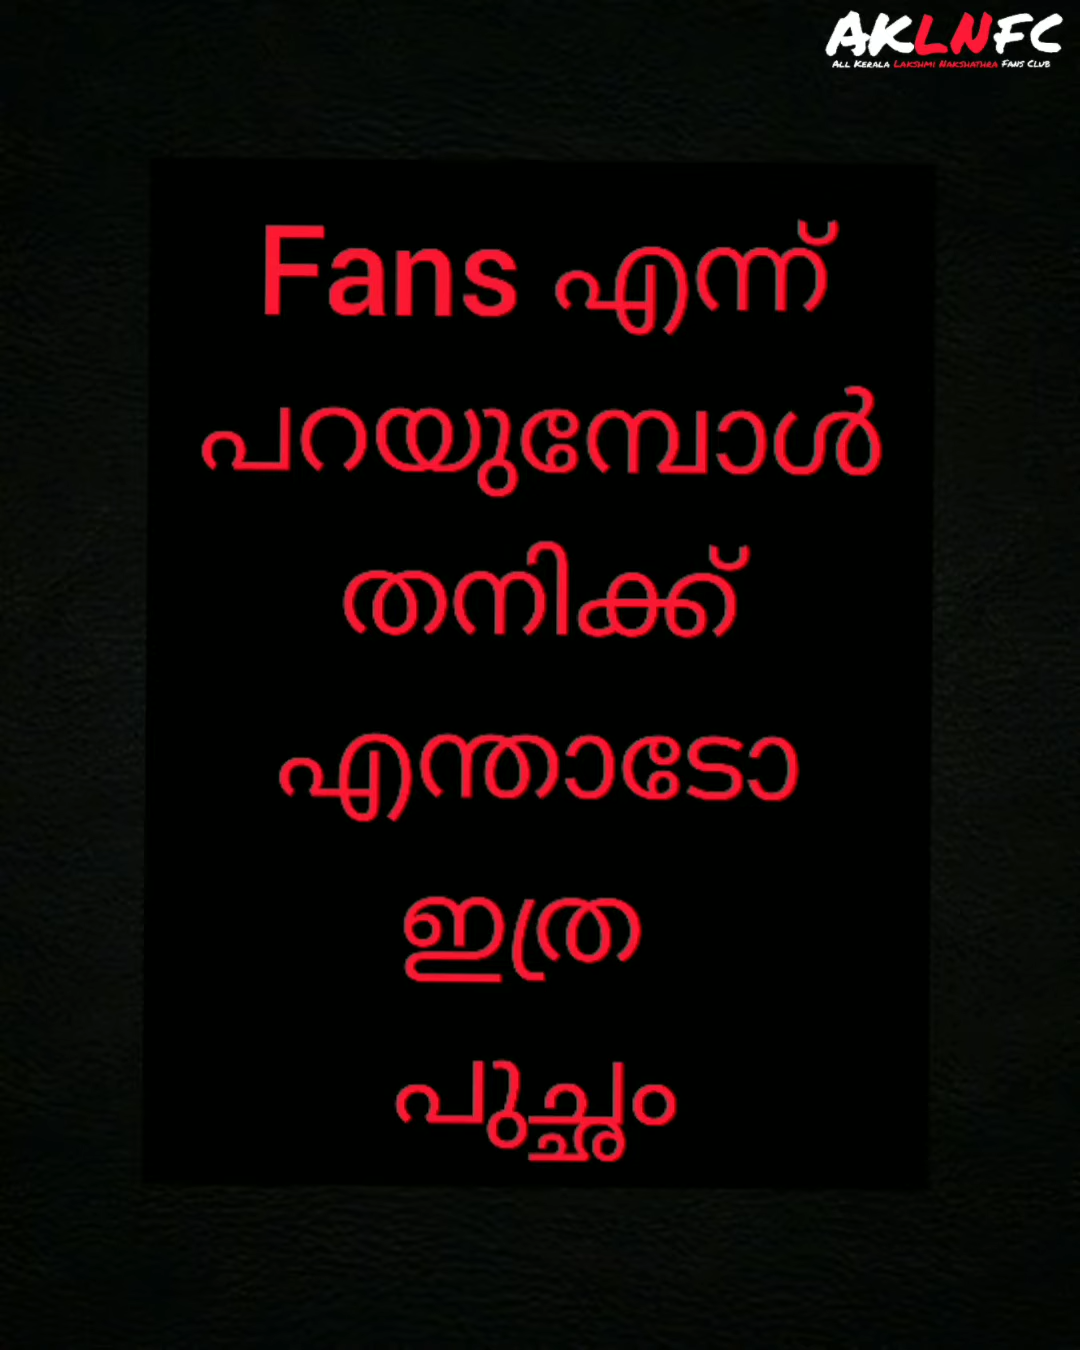 AKLNFC
All Kerala Lakshmi Nakshathra Fans Club
Fans എന്ന്
പറയുമ്പോൾ
തനിക്ക്
എന്താടോ
ഇത്ര
പുച്ഛം